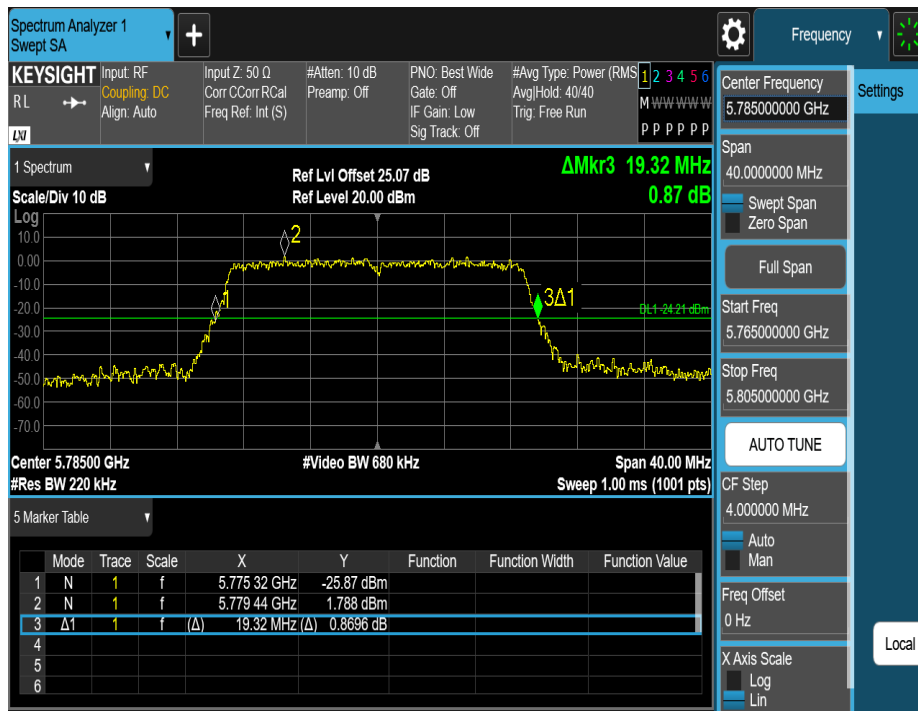 Spectrum Analyzer 1
Swept SA
+
Frequency
KEYSIGHT
RL
LXI
Input: RF
Coupling: DC
Align: Auto
Input Z: 50 Ω
Corr CCorr RCal
Freq Ref: Int (S)
#Atten: 10 dB
Preamp: Off
PNO: Best Wide
Gate: Off
IF Gain: Low
Sig Track: Off
#Avg Type: Power (RMS
Avg|Hold: 40/40
Trig: Free Run
1 2 3 4 5 6
M W W W W W
P P P P P P
1 Spectrum
Scale/Div 10 dB
Ref Lvl Offset 25.07 dB
Ref Level 20.00 dBm
ΔMkr3 19.32 MHz
0.87 dB
Log
10.0
0.00
-10.0
-20.0
-30.0
-40.0
-50.0
-60.0
-70.0
2
1
3Δ1
DL1 -24.21 dBm
Center 5.78500 GHz
#Video BW 680 kHz
Span 40.00 MHz
#Res BW 220 kHz
Sweep 1.00 ms (1001 pts)
5 Marker Table
Mode Trace Scale X Y Function Function Width Function Value
1 N 1 f 5.775 32 GHz -25.87 dBm
2 N 1 f 5.779 44 GHz 1.788 dBm
3 Δ1 1 f (Δ) 19.32 MHz (Δ) 0.8696 dB
4
5
6
Center Frequency
5.785000000 GHz
Settings
Span
40.0000000 MHz
Swept Span
Zero Span
Full Span
Start Freq
5.765000000 GHz
Stop Freq
5.805000000 GHz
AUTO TUNE
CF Step
4.000000 MHz
Auto
Man
Freq Offset
0 Hz
X Axis Scale
Log
Lin
Local